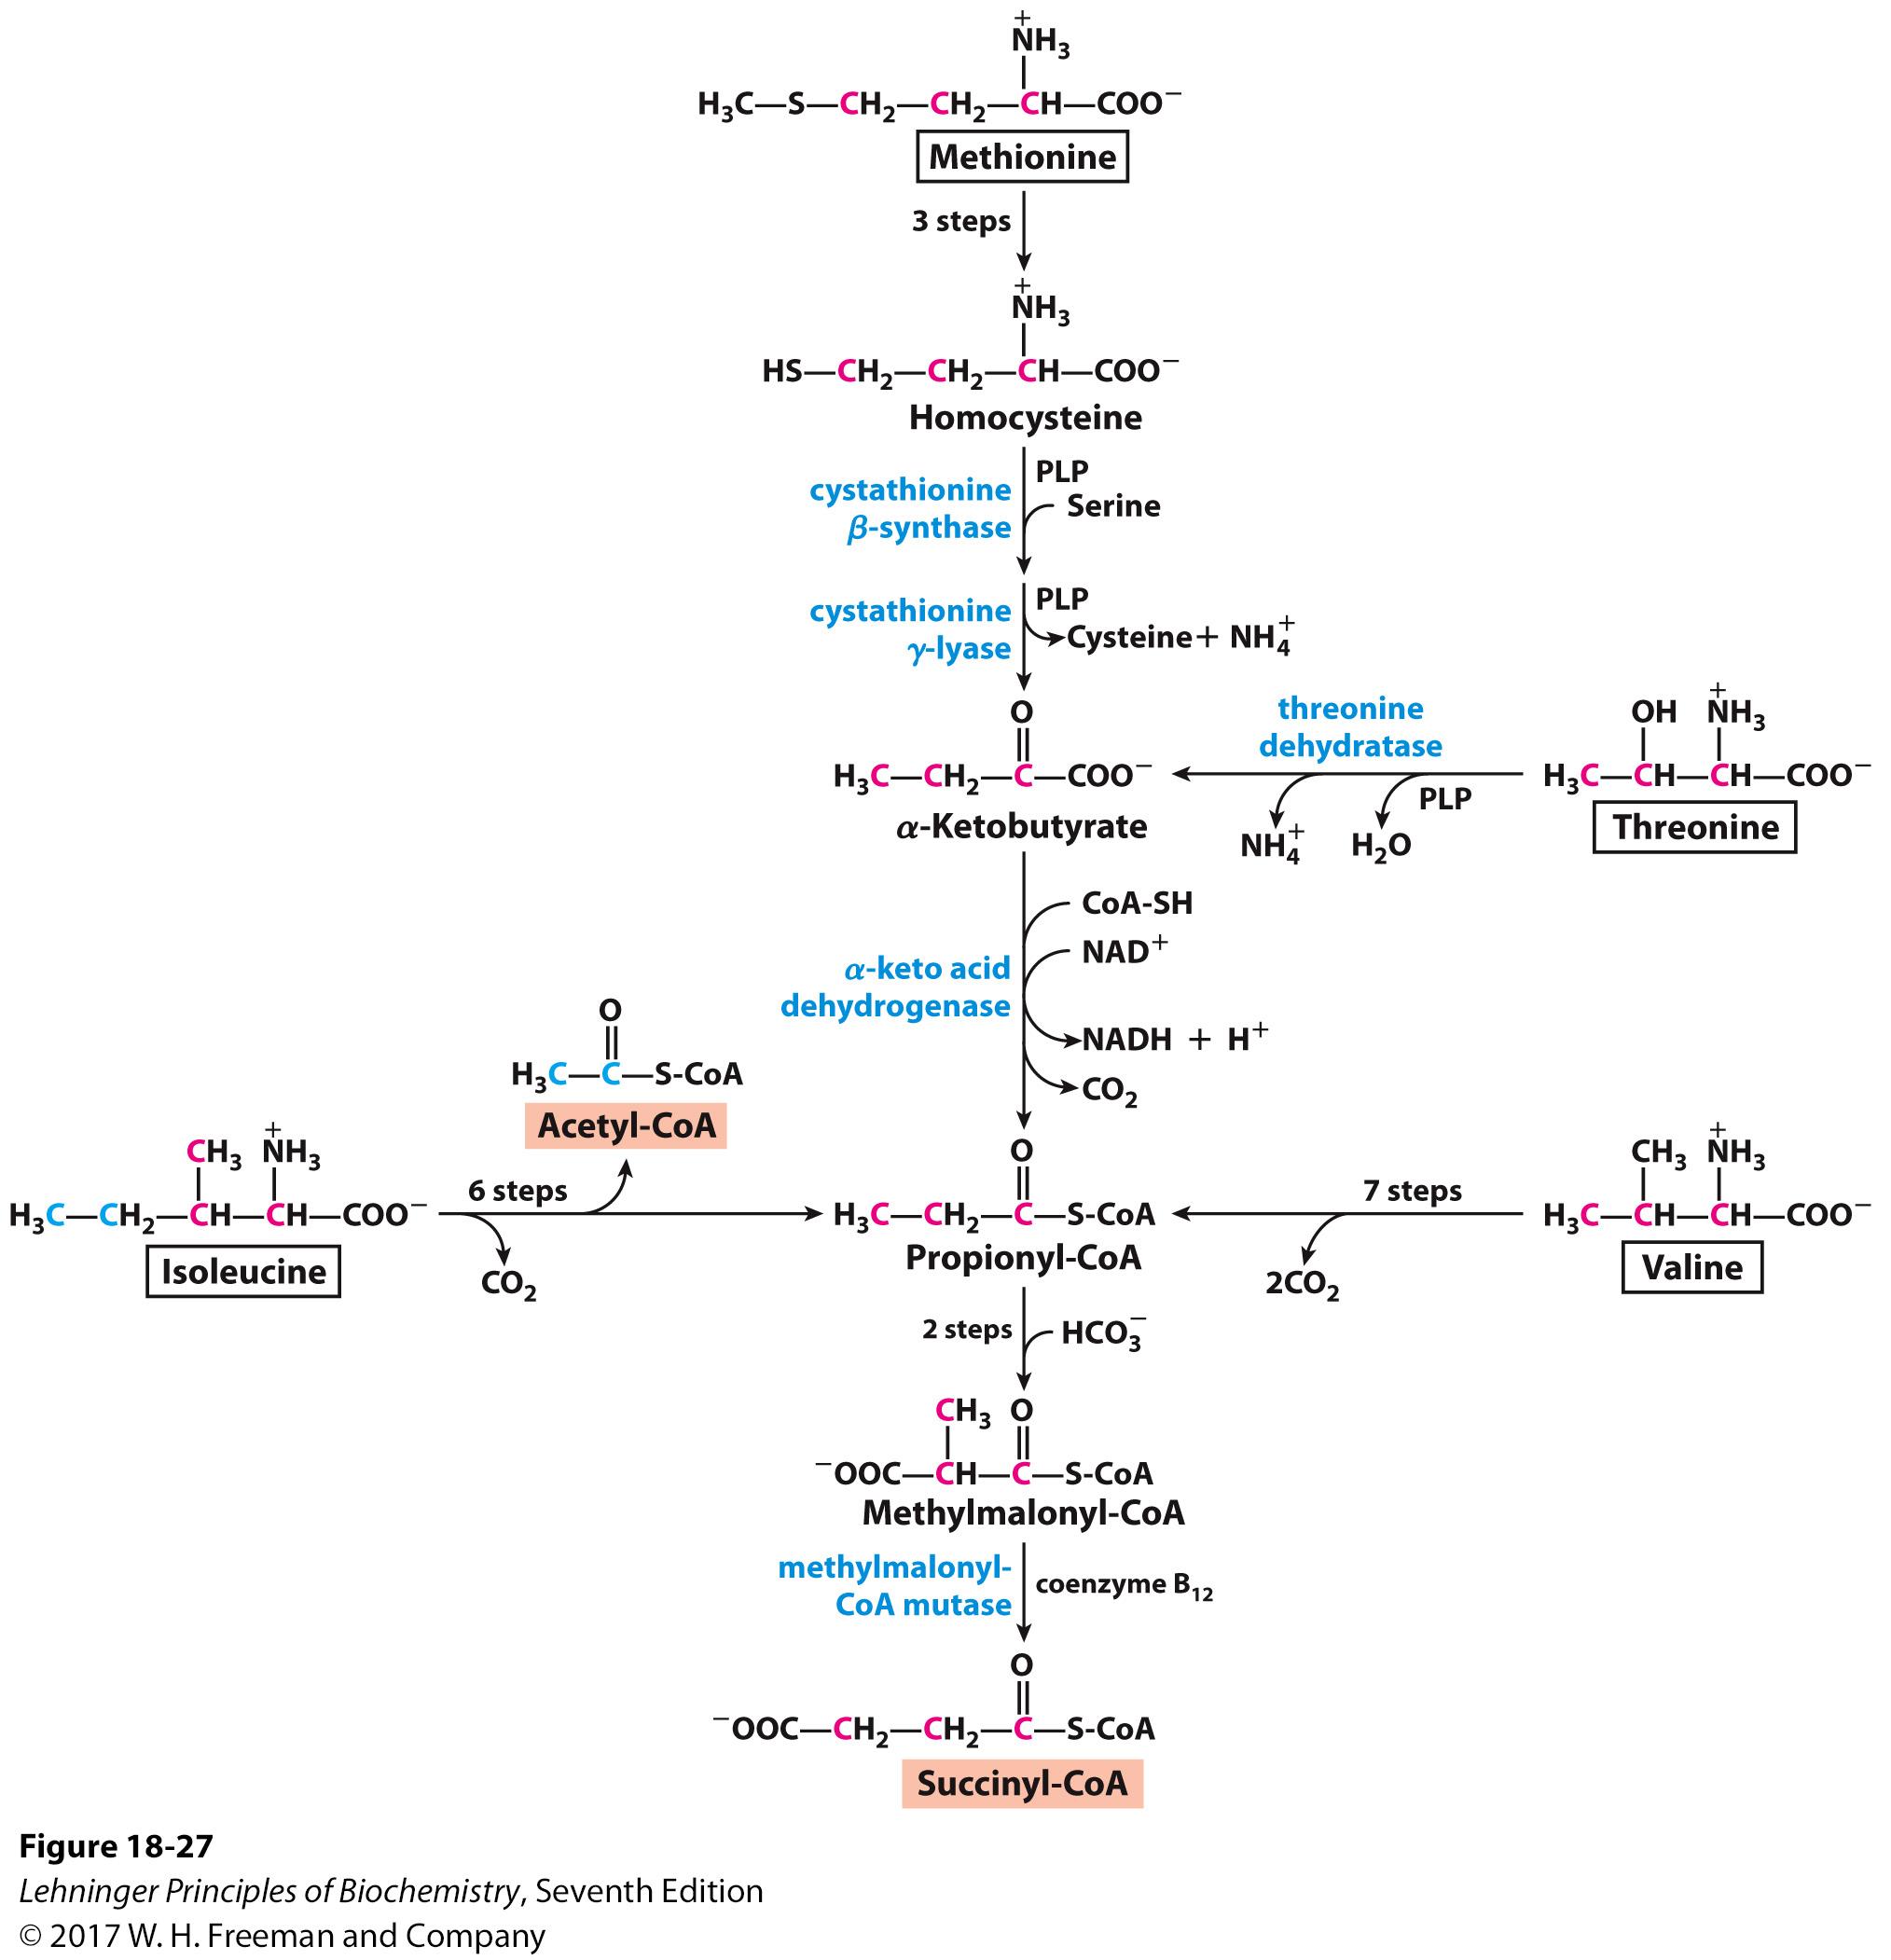 +
NH3
H3C—S—CH2—CH2—CH—COO−
Methionine
3 steps
+
NH3
HS—CH2—CH2—CH—COO−
Homocysteine
PLP
cystathionine
β-synthase
Serine
PLP
cystathionine
γ-lyase
Cysteine+ NH4+
O
H3C—CH2—C—COO−
α-Ketobutyrate
threonine
dehydratase
PLP
NH4+
H2O
+
OH NH3
H3C—CH—CH—COO−
Threonine
CoA-SH
NAD+
α-keto acid
dehydrogenase
NADH + H+
CO2
O
H3C—C—S-CoA
Acetyl-CoA
+
CH3 NH3
H3C—CH2—CH—CH—COO−
Isoleucine
6 steps
CO2
O
H3C—CH2—C—S-CoA
Propionyl-CoA
7 steps
2CO2
+
CH3 NH3
H3C—CH—CH—COO−
Valine
2 steps
HCO3−
CH3 O
−OOC—CH—C—S-CoA
Methylmalonyl-CoA
methylmalonyl-
CoA mutase
coenzyme B12
O
−OOC—CH2—CH2—C—S-CoA
Succinyl-CoA
Figure 18-27
Lehninger Principles of Biochemistry, Seventh Edition
© 2017 W. H. Freeman and Company